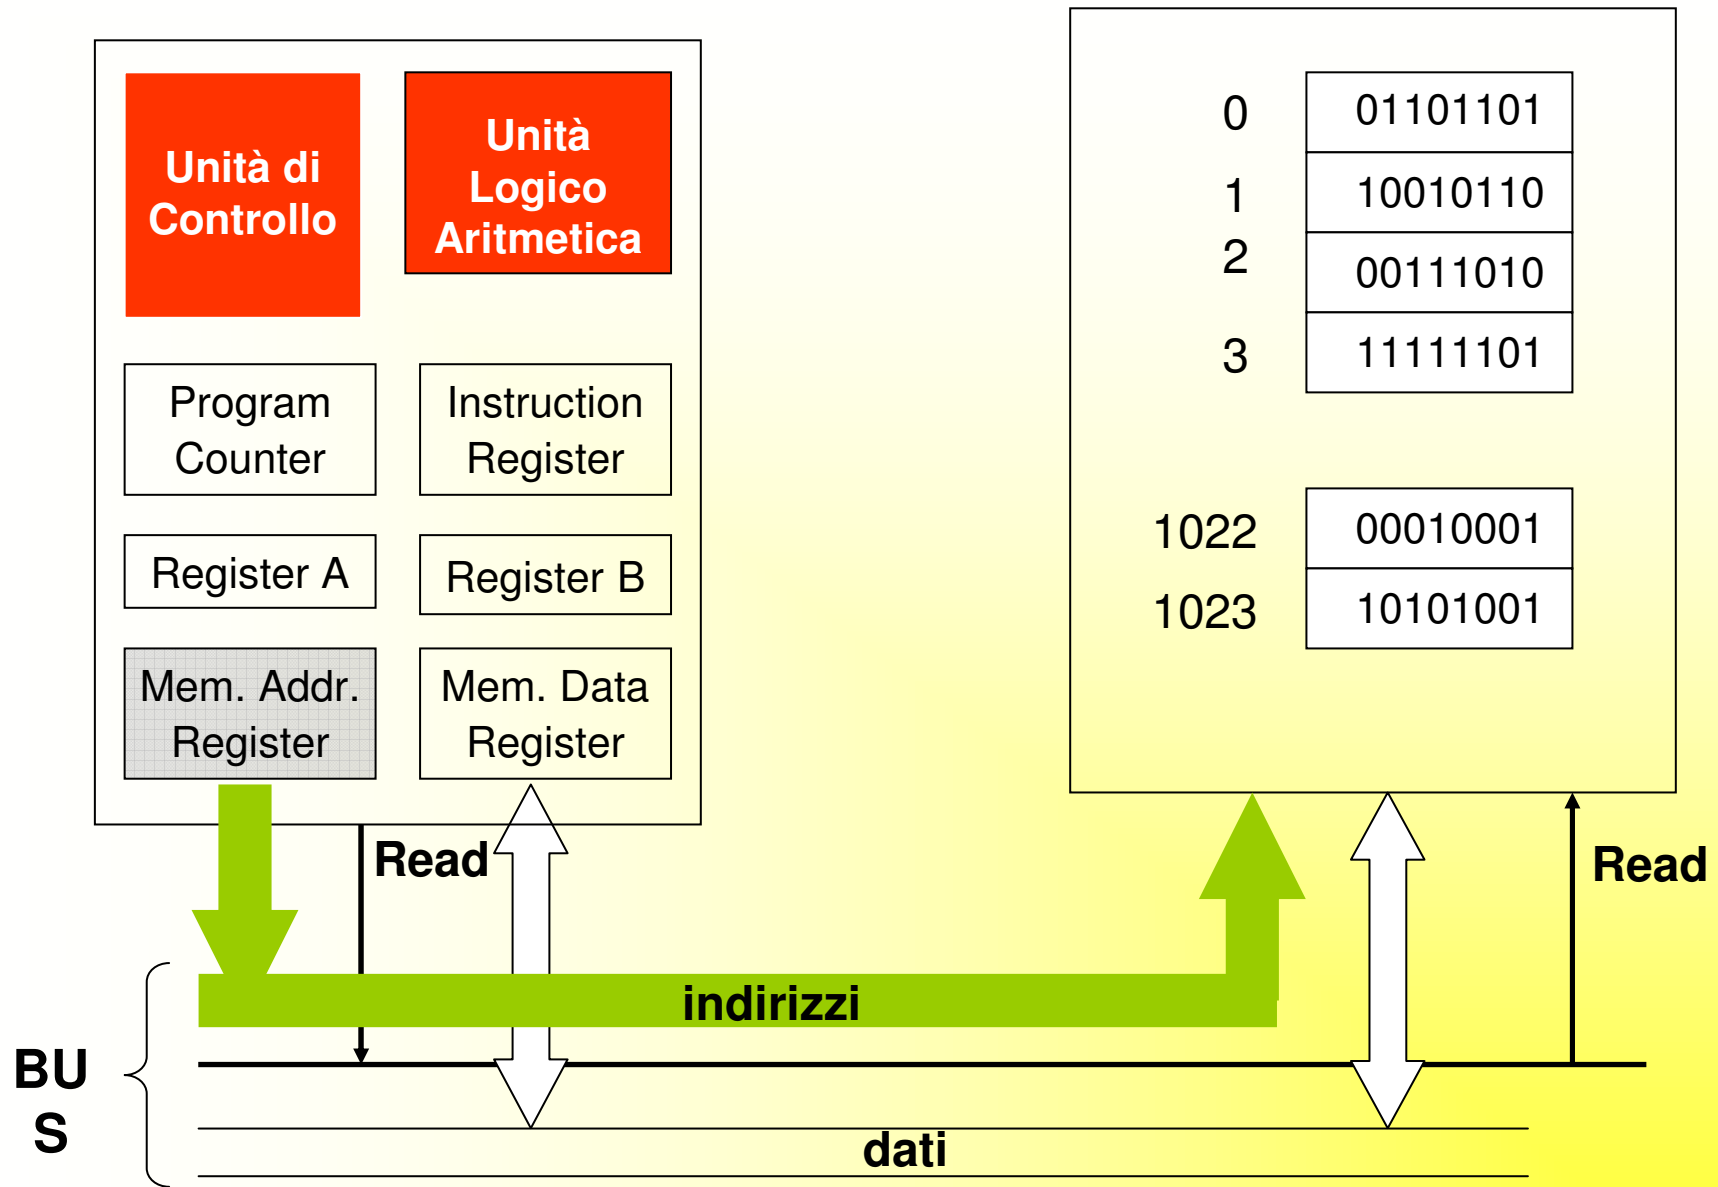 Unità di
Controllo
Unità
Logico
Aritmetica
Program
Counter
Instruction
Register
Register A
Register B
Mem. Addr.
Register
Mem. Data
Register
0 01101101
1 10010110
2 00111010
3 11111101
1022 00010001
1023 10101001
Read
Read
indirizzi
BU
S
dati